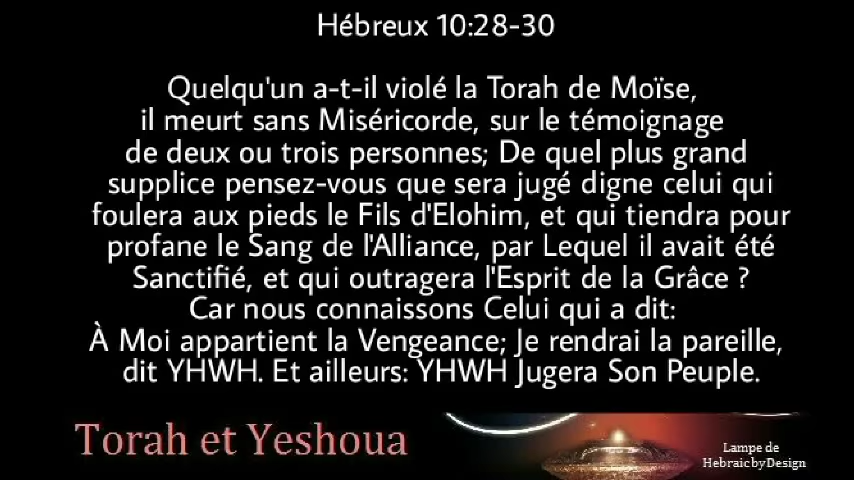 Hébreux 10:28-30
Quelqu'un a-t-il violé la Torah de Moïse,
il meurt sans Miséricorde, sur le témoignage
de deux ou trois personnes; De quel plus grand
supplice pensez-vous que sera jugé digne celui qui
foulera aux pieds le Fils d'Elohim, et qui tiendra pour
profane le Sang de l'Alliance, par Lequel il avait été
Sanctifié, et qui outragera l'Esprit de la Grâce ?
Car nous connaissons Celui qui a dit:
À Moi appartient la Vengeance; Je rendrai la pareille,
dit YHWH. Et ailleurs: YHWH Jugera Son Peuple.
Torah et Yeshoua
Lampe de
HebraicbyDesign